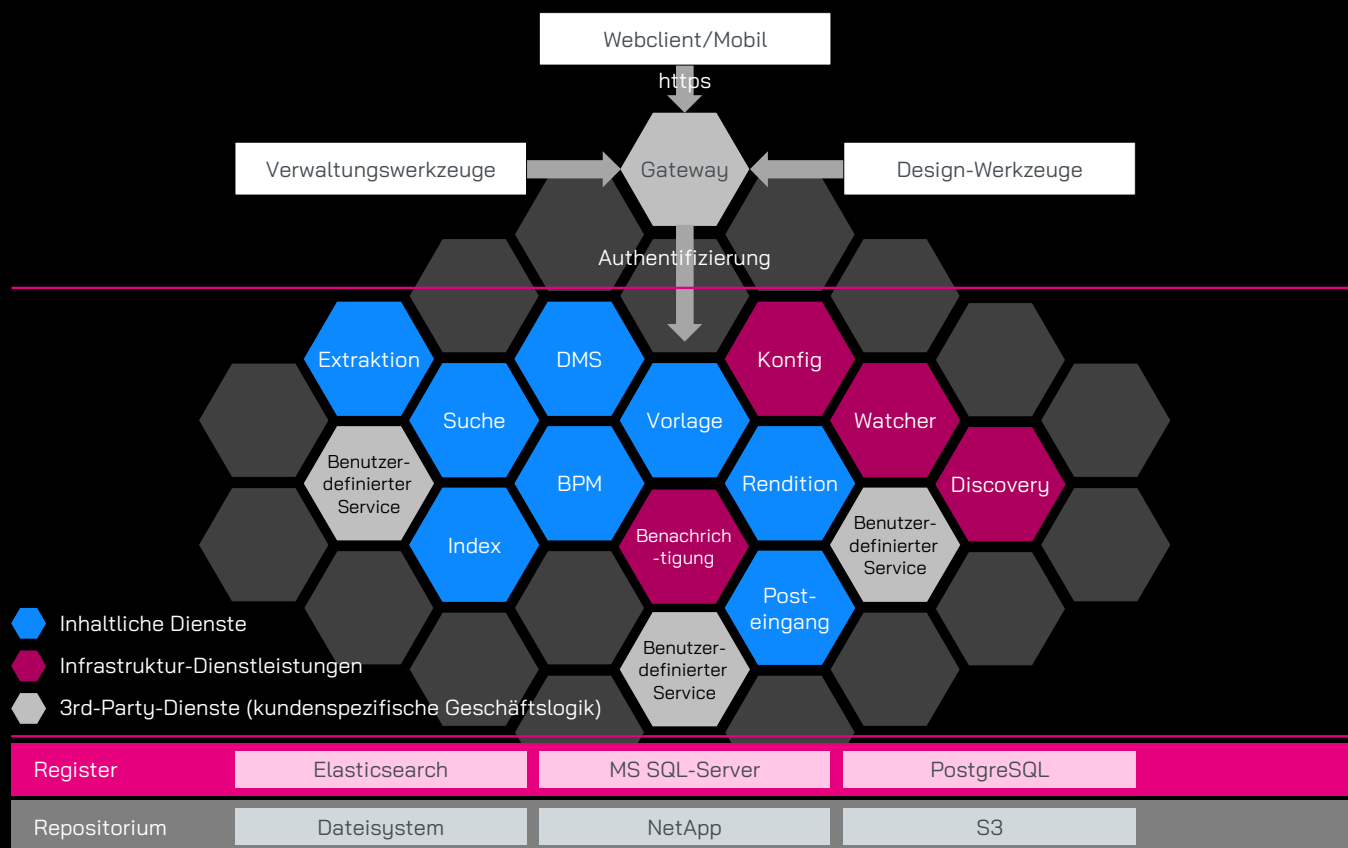 Webclient/Mobil
https
Verwaltungswerkzeuge
Gateway
Design-Werkzeuge
Authentifizierung
Extraktion
DMS
Konfig
Suche
Vorlage
Watcher
Benutzer-
definierter
Service
BPM
Rendition
Discovery
Index
Benachrich
-tigung
Benutzer-
definierter
Service
Post-
eingang
Benutzer-
definierter
Service
Inhaltliche Dienste
Infrastruktur-Dienstleistungen
3rd-Party-Dienste (kundenspezifische Geschäftslogik)
Register
Elasticsearch
MS SQL-Server
PostgreSQL
Repositorium
Dateisystem
NetApp
S3